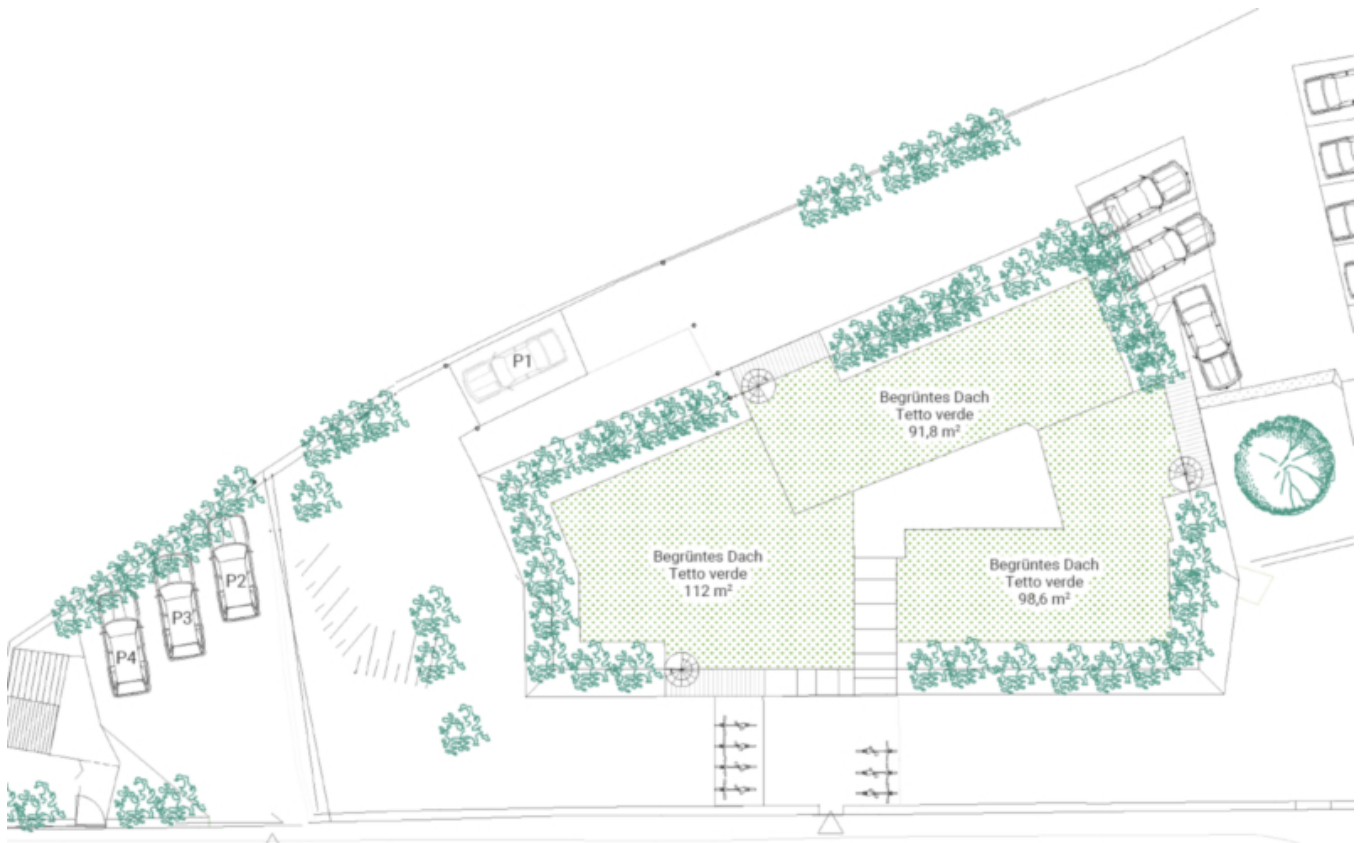 P1
Begrüntes Dach
Tetto verde
91,8 m²
Begrüntes Dach
Tetto verde
112 m²
Begrüntes Dach
Tetto verde
98,6 m²
P2
P3
P4